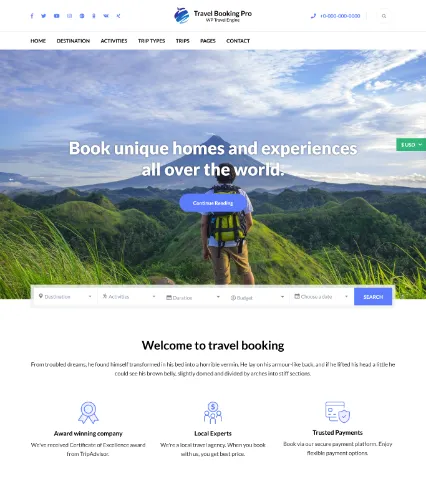 Travel Booking Pro
WP Travel Engine
+0-000-000-0000
HOME DESTINATION ACTIVITIES TRIP TYPES TRIPS PAGES CONTACT
$ USD
Book unique homes and experiences
all over the world.
Continue Reading
Destination Activities Duration Budget Choose a date SEARCH
Welcome to travel booking
From troubled dreams, he found himself transformed in his bed into a horrible vermin. He lay on his armour-like back, and if he lifted his head a little he
could see his brown belly, slightly domed and divided by arches into stiff sections.
Award winning company
We've received Certificate of Excellence award
from TripAdvisor.
Local Experts
We're a local travel agency. When you book
with us, you get best price.
Trusted Payments
Book via our secure payment platform. Enjoy
flexible payment options.